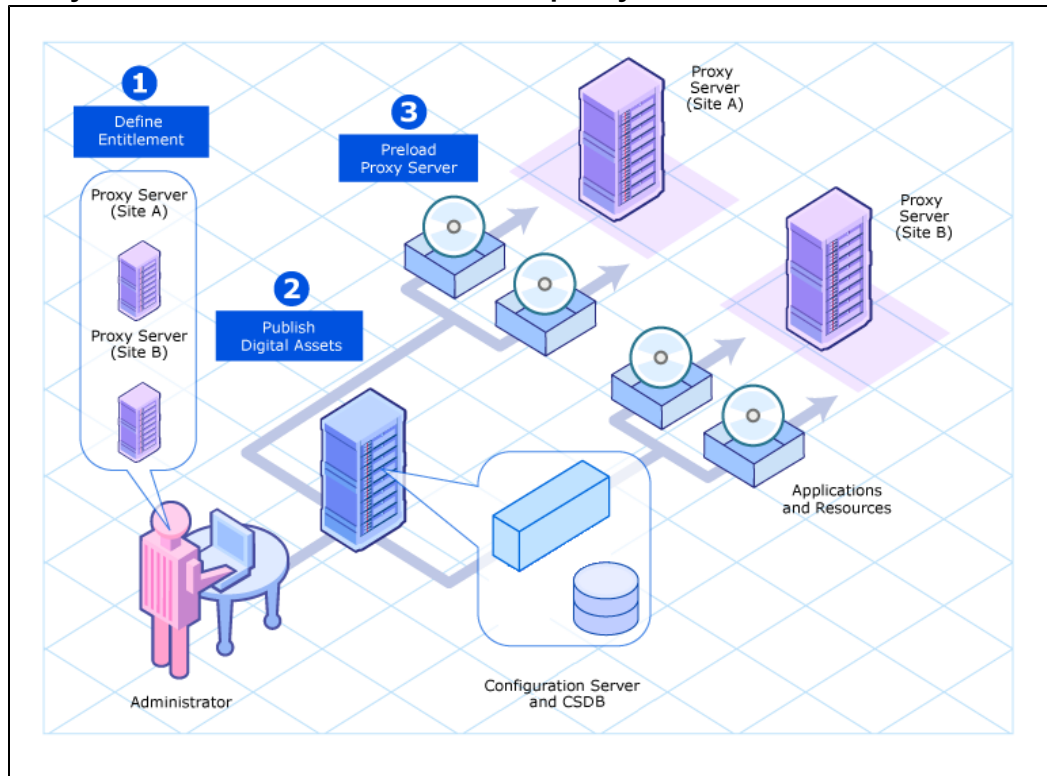 1
Define
Entitlement
Proxy Server
(Site A)
Proxy Server
(Site B)
2
Publish
Digital Assets
3
Preload
Proxy Server
Proxy
Server
(Site A)
Proxy
Server
(Site B)
Applications
and Resources
Configuration Server
and CSDB
Administrator